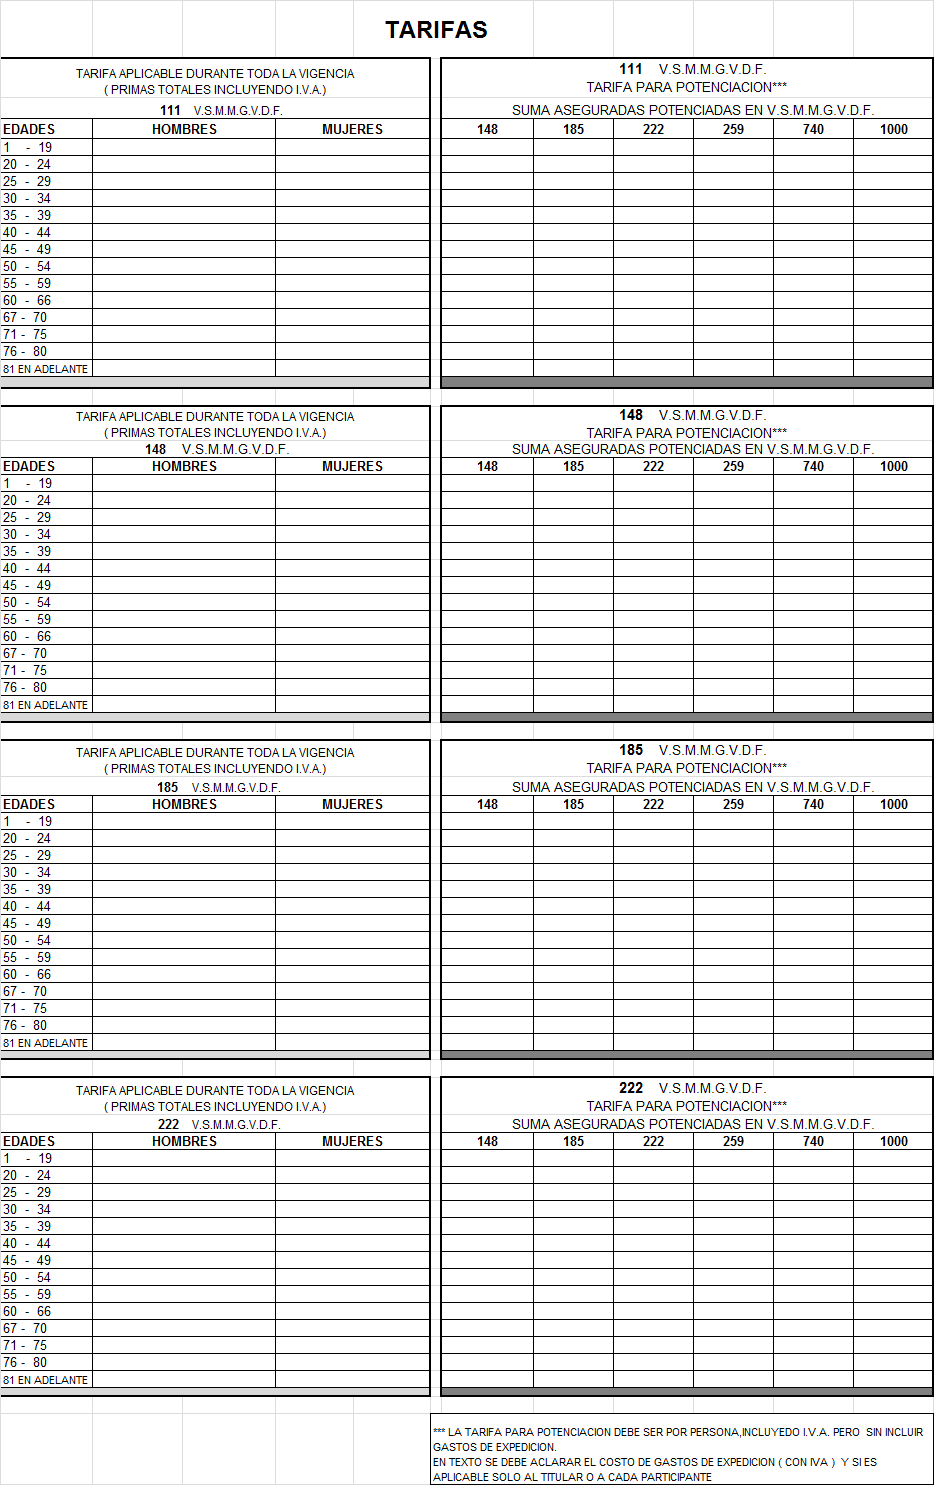 TARIFAS
TARIFA APLICABLE DURANTE TODA LA VIGENCIA
( PRIMAS TOTALES INCLUYENDO I.V.A.)
111 V.S.M.M.G.V.D.F.
EDADES HOMBRES MUJERES
1 - 19
20 - 24
25 - 29
30 - 34
35 - 39
40 - 44
45 - 49
50 - 54
55 - 59
60 - 66
67 - 70
71 - 75
76 - 80
81 EN ADELANTE
111 V.S.M.M.G.V.D.F.
TARIFA PARA POTENCIACION***
SUMA ASEGURADAS POTENCIADAS EN V.S.M.M.G.V.D.F.
148 185 222 259 740 1000
TARIFA APLICABLE DURANTE TODA LA VIGENCIA
( PRIMAS TOTALES INCLUYENDO I.V.A.)
148 V.S.M.M.G.V.D.F.
EDADES HOMBRES MUJERES
1 - 19
20 - 24
25 - 29
30 - 34
35 - 39
40 - 44
45 - 49
50 - 54
55 - 59
60 - 66
67 - 70
71 - 75
76 - 80
81 EN ADELANTE
148 V.S.M.M.G.V.D.F.
TARIFA PARA POTENCIACION***
SUMA ASEGURADAS POTENCIADAS EN V.S.M.M.G.V.D.F.
148 185 222 259 740 1000
TARIFA APLICABLE DURANTE TODA LA VIGENCIA
( PRIMAS TOTALES INCLUYENDO I.V.A.)
185 V.S.M.M.G.V.D.F.
EDADES HOMBRES MUJERES
1 - 19
20 - 24
25 - 29
30 - 34
35 - 39
40 - 44
45 - 49
50 - 54
55 - 59
60 - 66
67 - 70
71 - 75
76 - 80
81 EN ADELANTE
185 V.S.M.M.G.V.D.F.
TARIFA PARA POTENCIACION***
SUMA ASEGURADAS POTENCIADAS EN V.S.M.M.G.V.D.F.
148 185 222 259 740 1000
TARIFA APLICABLE DURANTE TODA LA VIGENCIA
( PRIMAS TOTALES INCLUYENDO I.V.A.)
222 V.S.M.M.G.V.D.F.
EDADES HOMBRES MUJERES
1 - 19
20 - 24
25 - 29
30 - 34
35 - 39
40 - 44
45 - 49
50 - 54
55 - 59
60 - 66
67 - 70
71 - 75
76 - 80
81 EN ADELANTE
222 V.S.M.M.G.V.D.F.
TARIFA PARA POTENCIACION***
SUMA ASEGURADAS POTENCIADAS EN V.S.M.M.G.V.D.F.
148 185 222 259 740 1000
*** LA TARIFA PARA POTENCIACION DEBE SER POR PERSONA,INCLUYEDO I.V.A. PERO SIN INCLUIR
GASTOS DE EXPEDICION.
EN TEXTO SE DEBE ACLARAR EL COSTO DE GASTOS DE EXPEDICION ( CON IVA ) Y SI ES
APLICABLE SOLO AL TITULAR O A CADA PARTICIPANTE